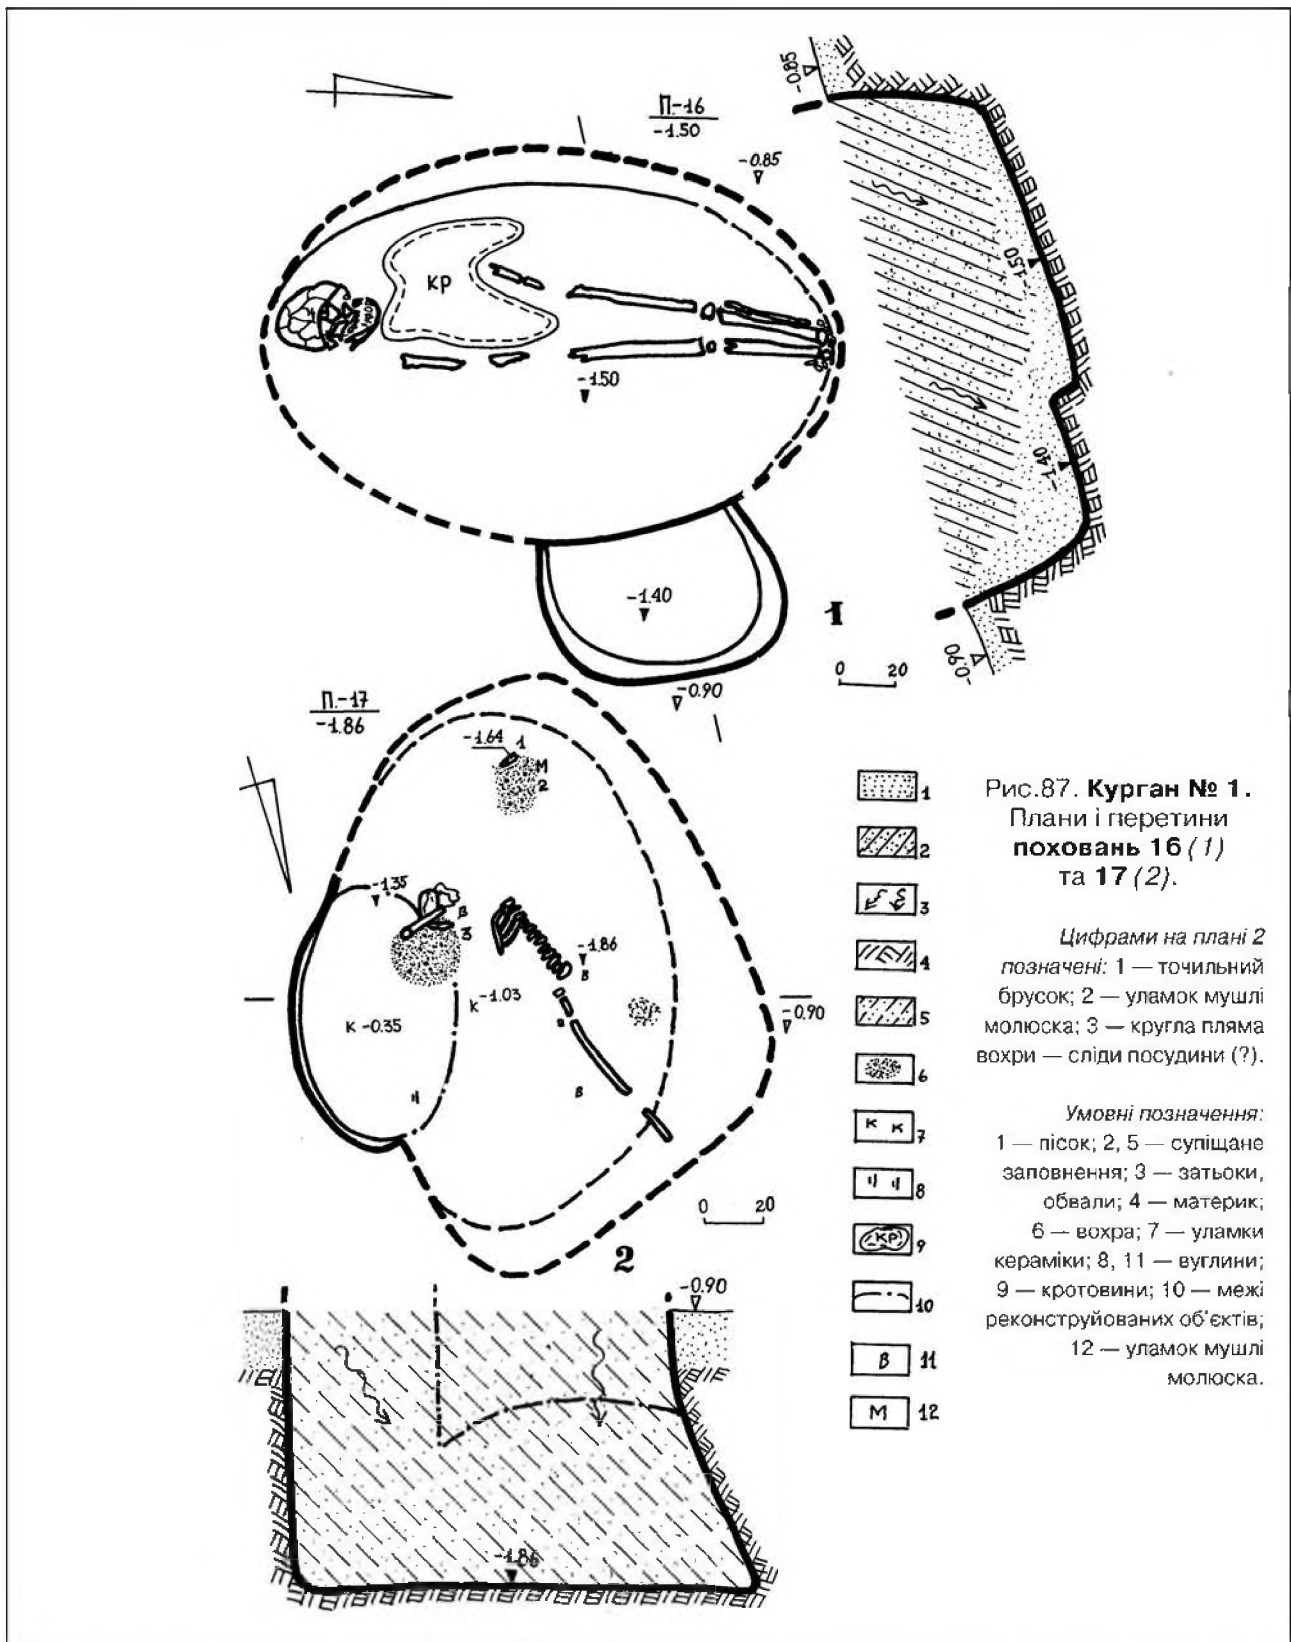 -0.85
П.-16
-1.50
-0.85
КР
-1.50
-1.50
-1.40
-1.40
1
0 20
-0.90
-0.90
П.-17
-1.86
-1.64 1
М
2
-1.35
В
3
-1.86
В
К -1.03
К -0.35
-0.90
В
0 20
2
-0.90
-1.86
1
2
3
4
5
6
К К 7
8
КР 9
10
В 11
М 12
Рис.87. Курган № 1.
Плани і перетини
поховань 16 (1)
та 17 (2).
Цифрами на плані 2
позначені: 1 — точильний
брусок; 2 — уламок мушлі
молюска; 3 — кругла пляма
вохри — сліди посудини (?).
Умовні позначення:
1 — пісок; 2, 5 — супіщане
заповнення; 3 — затьоки,
обвали; 4 — материк;
6 — вохра; 7 — уламки
кераміки; 8, 11 — вуглини;
9 — кротовини; 10 — межі
реконструйованих об'єктів;
12 — уламок мушлі
молюска.